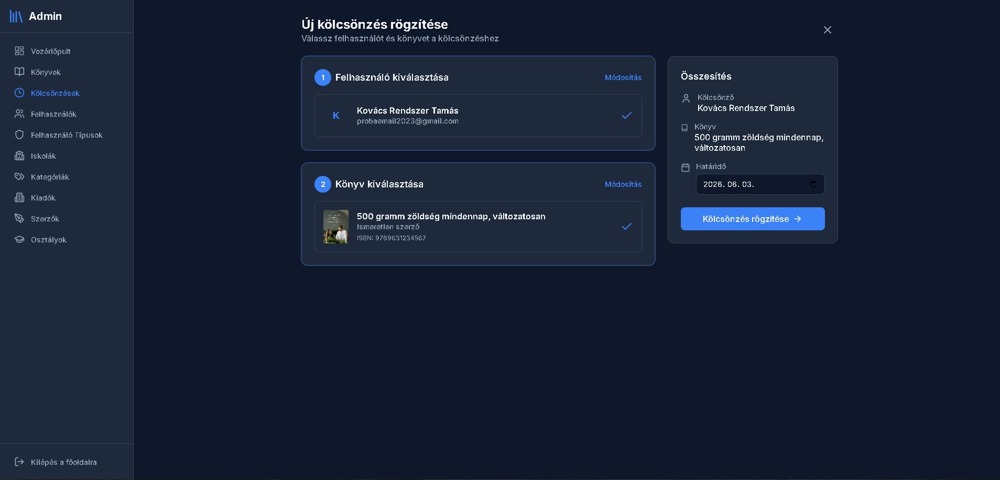 Admin
Vezérlőpult
Könyvek
Kölcsönzések
Felhasználók
Felhasználó Típusok
Iskolák
Kategóriák
Kiadók
Szerzők
Osztályok
Kilépés a főoldalra
Új kölcsönzés rögzítése
Válassz felhasználót és könyvet a kölcsönzéshez
1 Felhasználó kiválasztása
Módosítás
K
Kovács Rendszer Tamás
probaemail2023@gmail.com
2 Könyv kiválasztása
Módosítás
500 gramm zöldség mindennap, változatosan
Ismeretlen szerző
ISBN: 9789631234567
Összesítés
Kölcsönző
Kovács Rendszer Tamás
Könyv
500 gramm zöldség mindennap,
változatosan
Határidő
2026. 06. 03.
Kölcsönzés rögzítése